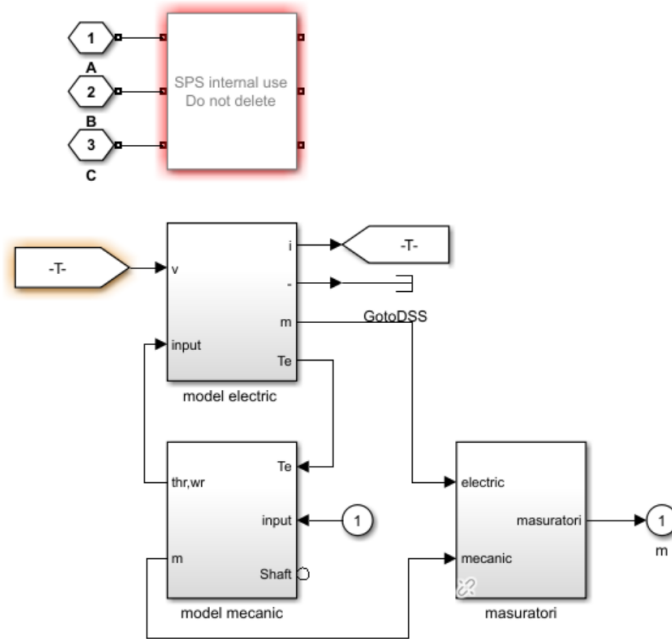 1
A
2
B
3
C
SPS internal use
Do not delete
-T-
v
input
i
-
m
Te
-T-
GotoDSS
model electric
thr,wr
m
Te
input
Shaft
1
model mecanic
electric
mecanic
masuratori
masuratori
1
m